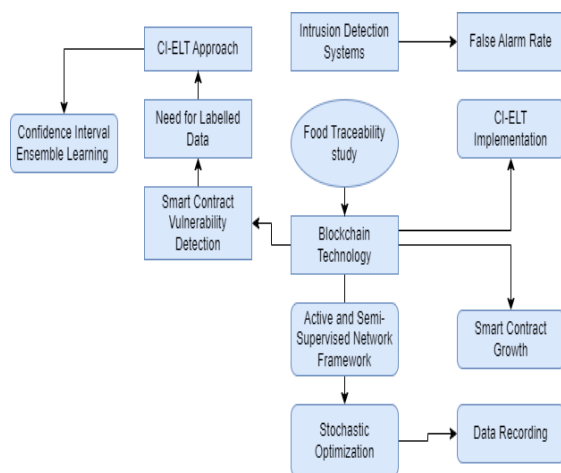 CI-ELT Approach
Intrusion Detection
Systems
False Alarm Rate
Confidence Interval
Ensemble Learning
Need for Labelled
Data
Food Traceability
study
CI-ELT
Implementation
Smart Contract
Vulnerability
Detection
Blockchain
Technology
Active and Semi-
Supervised Network
Framework
Smart Contract
Growth
Stochastic
Optimization
Data Recording